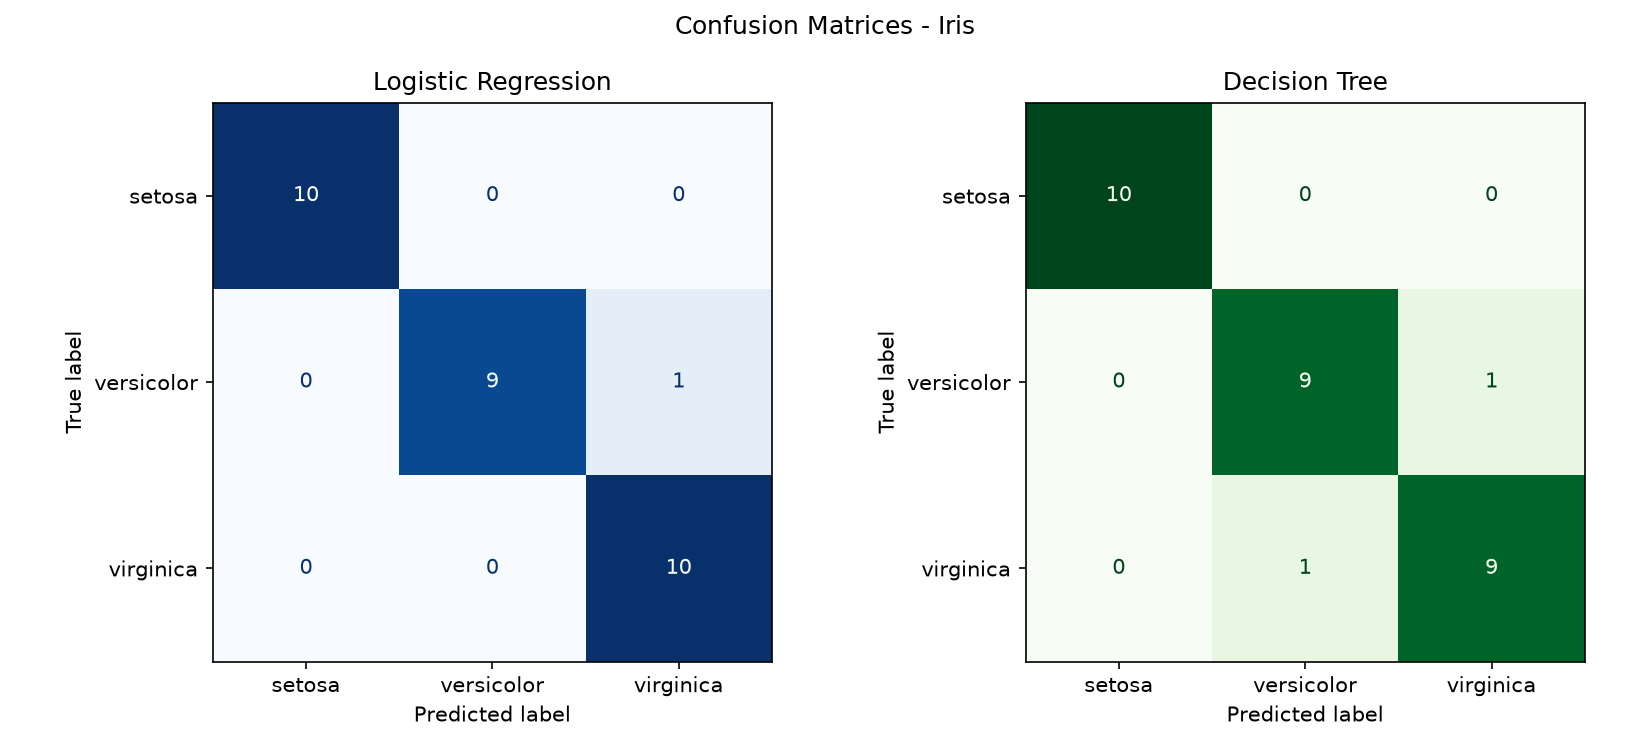 Confusion Matrices - Iris
Logistic Regression
True label
setosa 10 0 0
versicolor 0 9 1
virginica 0 0 10
setosa versicolor virginica
Predicted label
Decision Tree
True label
setosa 10 0 0
versicolor 0 9 1
virginica 0 1 9
setosa versicolor virginica
Predicted label